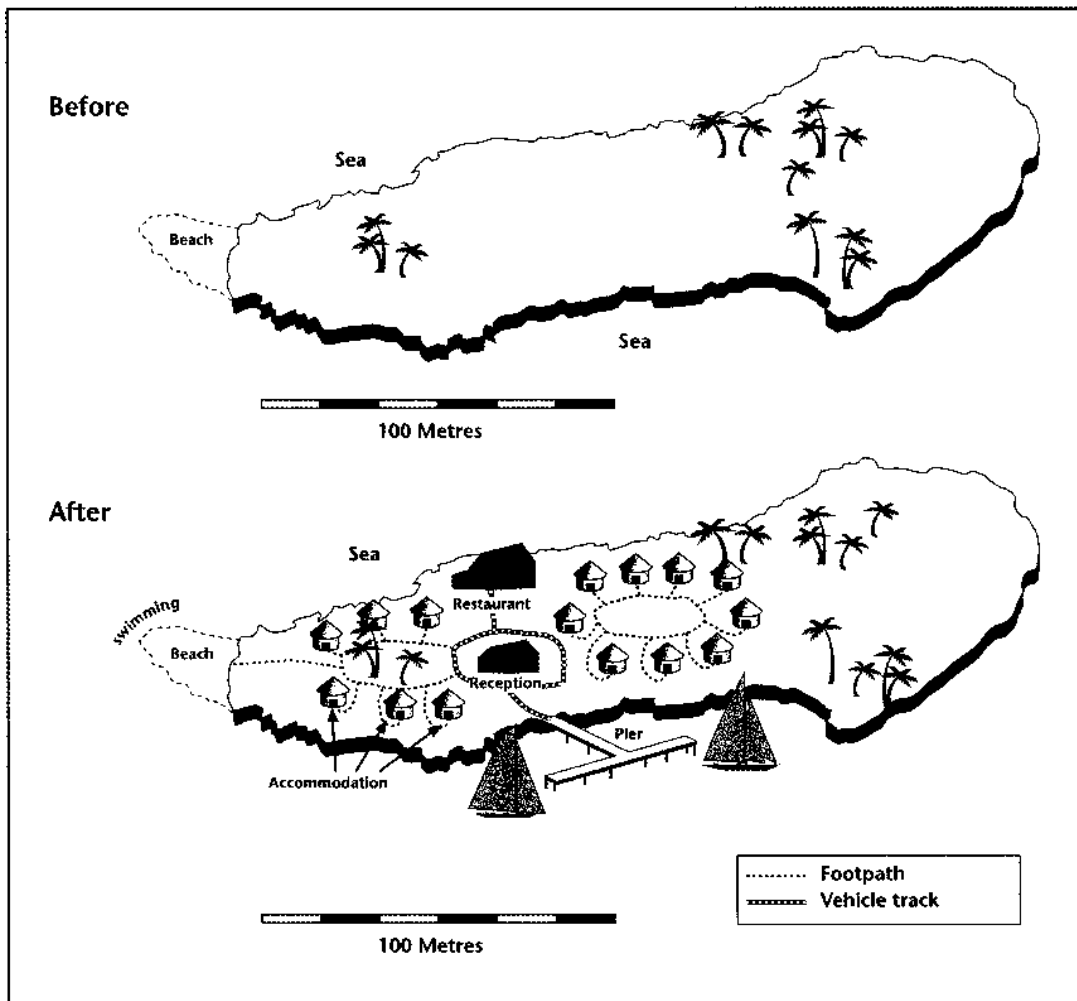 Before
Sea
Beach
Sea
100 Metres
After
Sea
swimming
Restaurant
Beach
Reception
Pier
Accommodation
Footpath
Vehicle track
100 Metres